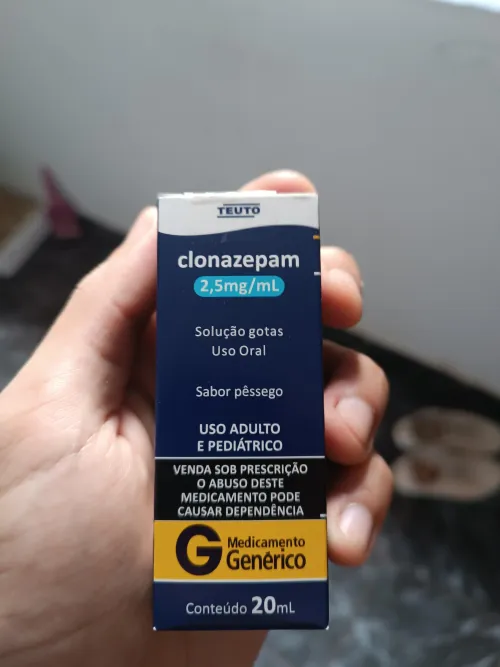 TEUTO
clonazepam
2,5mg/mL
Solução gotas
Uso Oral
Sabor pêssego
USO ADULTO
E PEDIÁTRICO
VENDA SOB PRESCRIÇÃO
O ABUSO DESTE
MEDICAMENTO PODE
CAUSAR DEPENDÊNCIA
G Medicamento
Genérico
Conteúdo 20mL